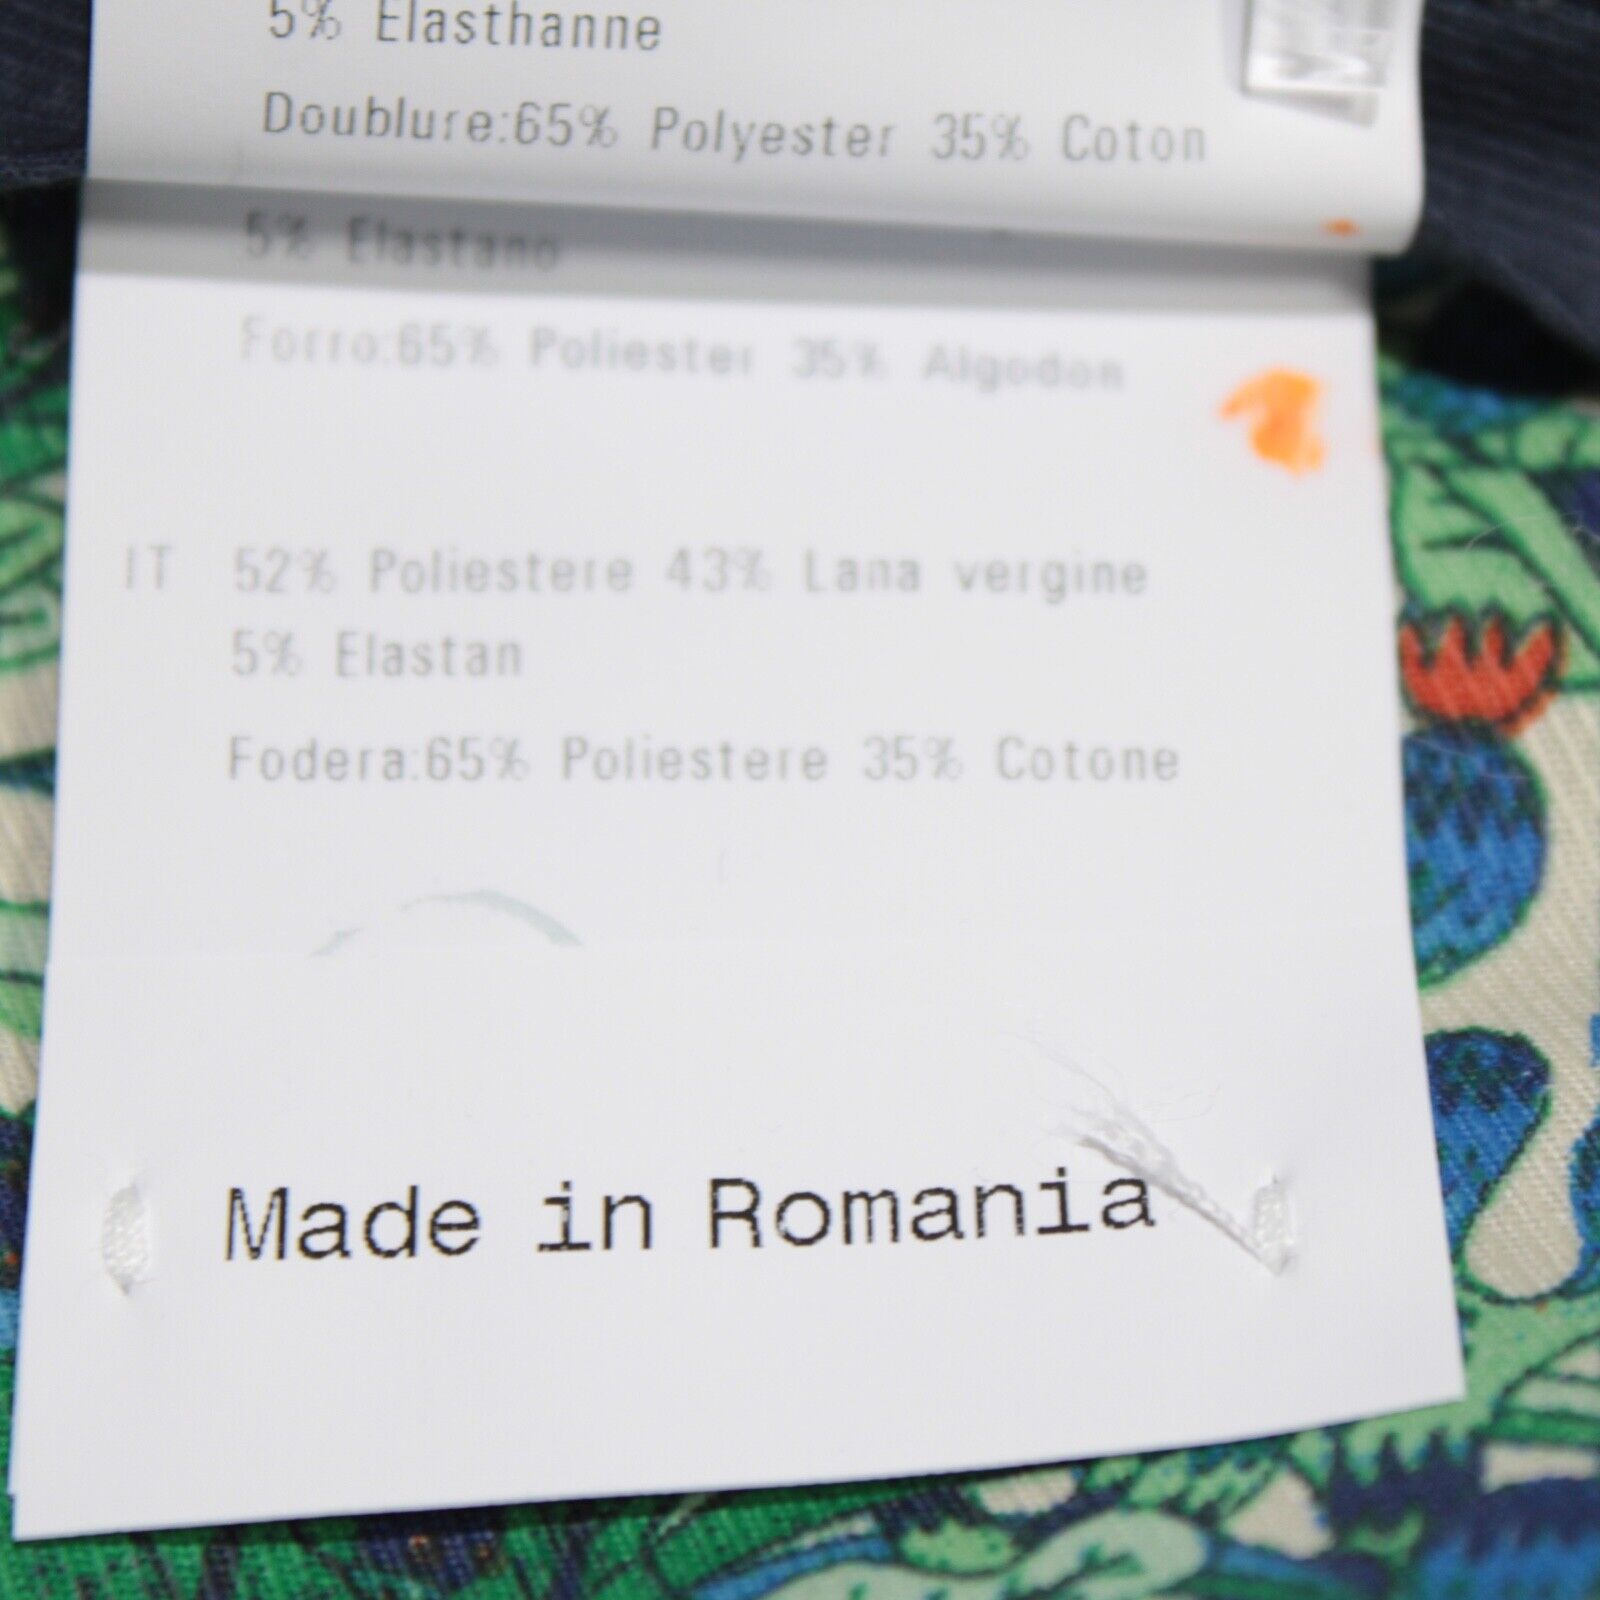 5% Elasthanne
Doublure:65% Polyester 35% Coton
5% Elastano
Forro:65% Poliester 35% Algodon
IT 52% Poliestere 43% Lana vergine
5% Elastan
Fodera:65% Poliestere 35% Cotone
Made in Romania